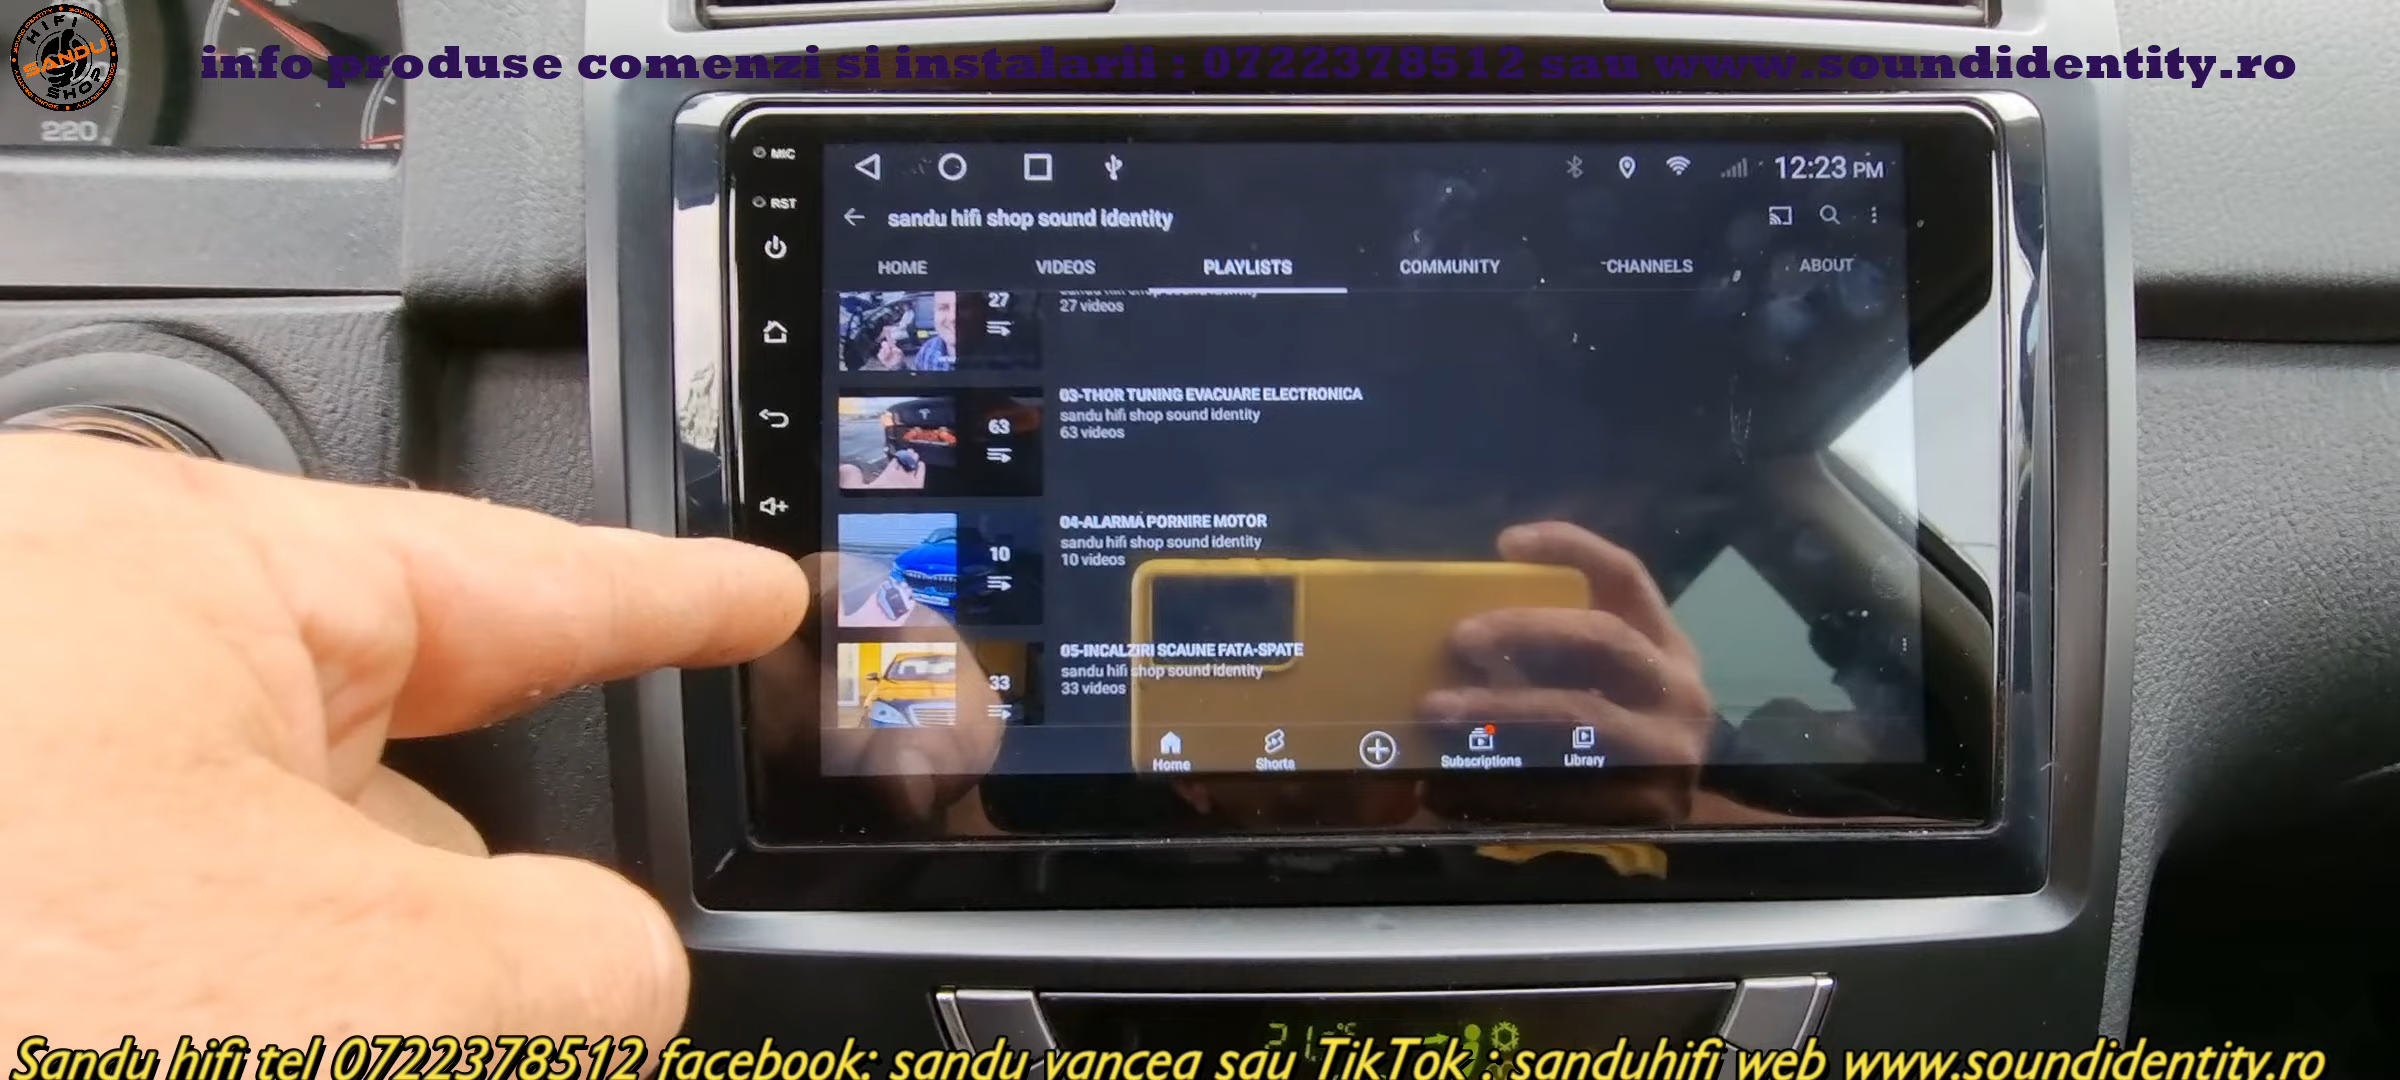 HIFI
SANDU
SHOP
info produse comenzi si instalarii : 0722378512 sau www.soundidentity.ro
220
MIC
RST
12:23 PM
sandu hifi shop sound identity
HOME
VIDEOS
PLAYLISTS
COMMUNITY
CHANNELS
ABOUT
27
27 videos
03-THOR TUNING EVACUARE ELECTRONICA
sandu hifi shop sound identity
63 videos
63
04-ALARMA PORNIRE MOTOR
sandu hifi shop sound identity
10 videos
10
05-INCALZIRI SCAUNE FATA-SPATE
sandu hifi shop sound identity
33 videos
33
Home
Shorts
Subscriptions
Library
Sandu hifi tel 0722378512 facebook: sandu vancea sau TikTok : sanduhifi web www.soundidentity.ro